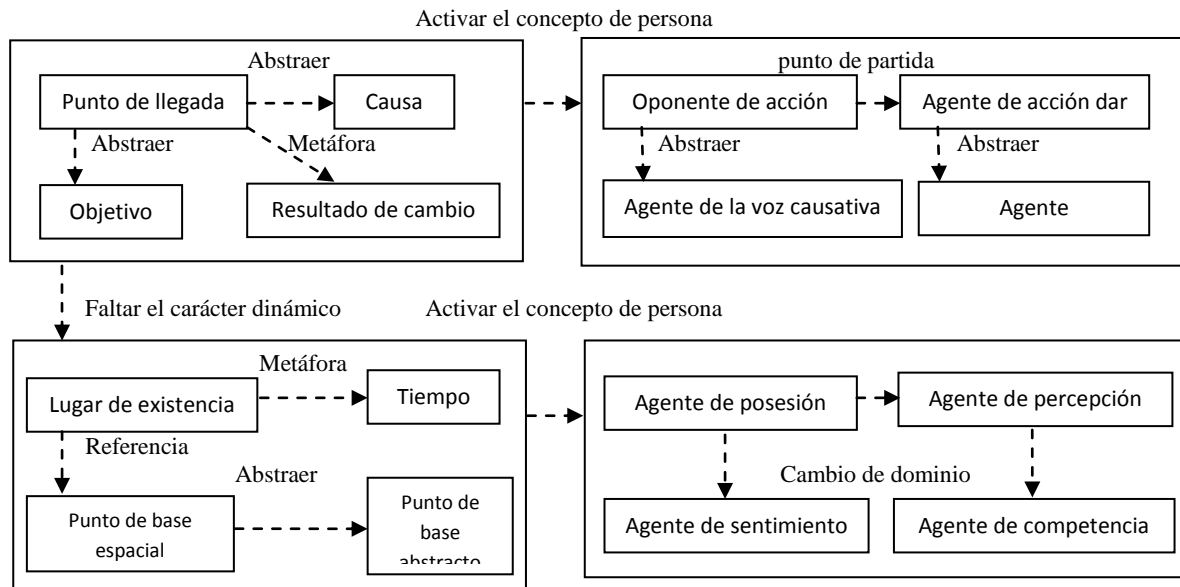 Activar el concepto de persona
Abstraer
punto de partida
Punto de llegada
Causa
Oponente de acción
Agente de acción dar
Abstraer
Metáfora
Abstraer
Abstraer
Objetivo
Resultado de cambio
Agente de la voz causativa
Agente
Faltar el carácter dinámico
Activar el concepto de persona
Metáfora
Lugar de existencia
Tiempo
Agente de posesión
Agente de percepción
Referencia
Abstraer
Cambio de dominio
Punto de base
espacial
Punto de
base
abstracto
Agente de sentimiento
Agente de competencia